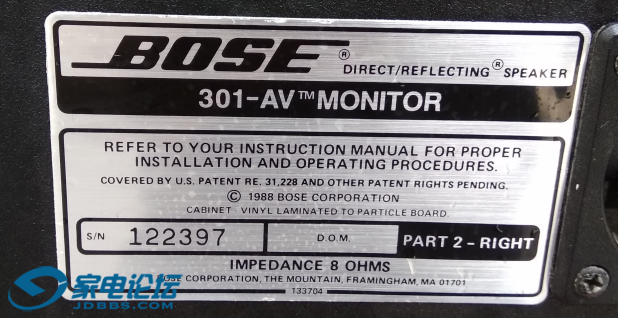 BOSE® DIRECT/REFLECTING® SPEAKER
301-AV™ MONITOR
REFER TO YOUR INSTRUCTION MANUAL FOR PROPER
INSTALLATION AND OPERATING PROCEDURES.
COVERED BY U.S. PATENT RE. 31,228 AND OTHER PATENT RIGHTS PENDING.
© 1988 BOSE CORPORATION
CABINET VINYL LAMINATED TO PARTICLE BOARD.
S/N 122397 D.O.M. PART 2 - RIGHT
IMPEDANCE 8 OHMS
BOSE CORPORATION, THE MOUNTAIN, FRAMINGHAM, MA 01701
133704
家电论坛
JDBBS.COM